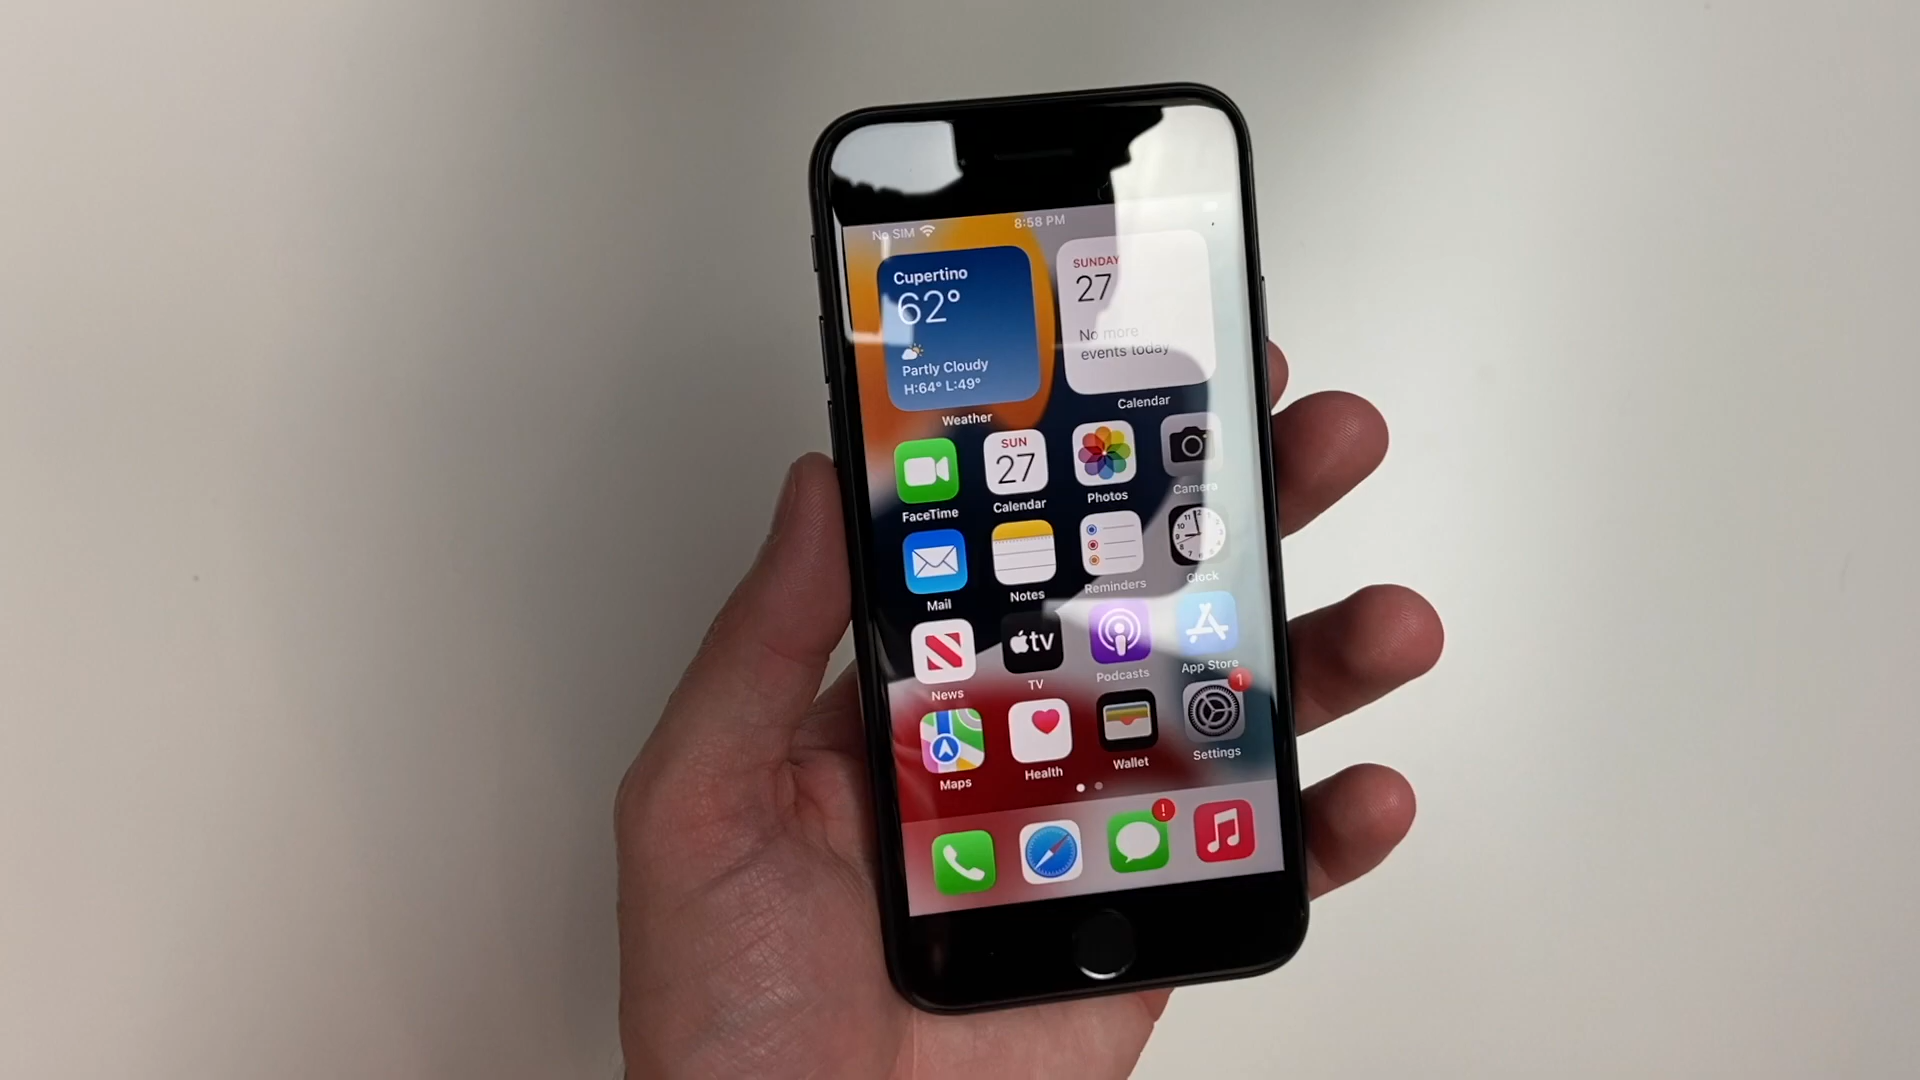 No SIM 8:58 PM
Cupertino
62°
Partly Cloudy
H:64° L:49°
Weather
SUNDAY
27
No more
events today
Calendar
FaceTime
SUN
27
Calendar
Photos
Camera
Mail
Notes
Reminders
Clock
News
tv
TV
Podcasts
App Store
Maps
Health
Wallet
1
Settings
!